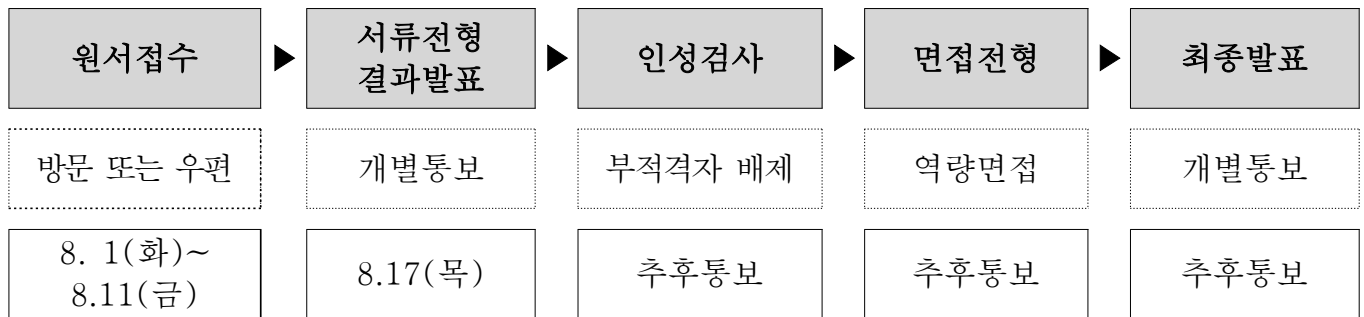 원서접수 ▶ 서류전형 ▶ 인성검사 ▶ 면접전형 ▶ 최종발표
결과발표
방문 또는 우편 개별통보 부적격자 배제 역량면접 개별통보
8. 1(화)~
8.11(금)
8.17(목) 추후통보 추후통보 추후통보